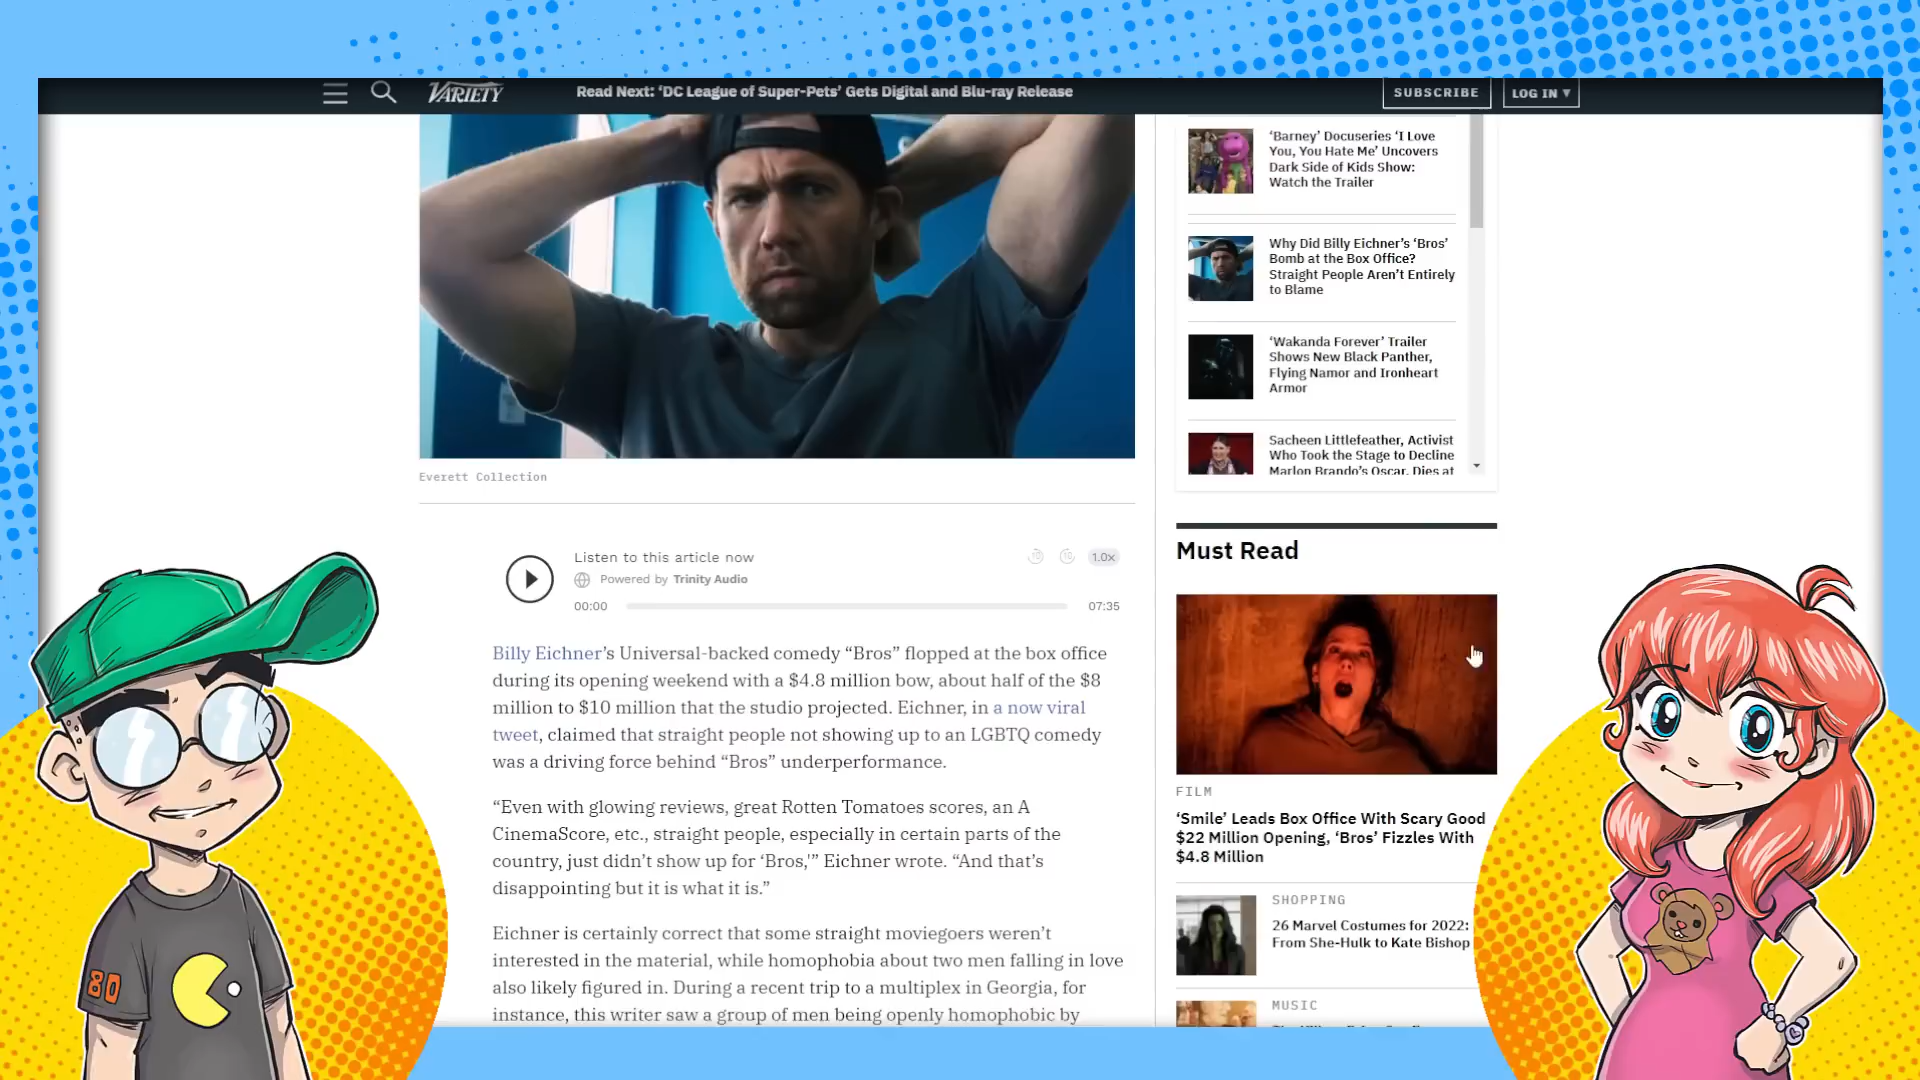 VARIETY
Read Next: ‘DC League of Super-Pets’ Gets Digital and Blu-ray Release
SUBSCRIBE
LOG IN ▾
‘Barney’ Docuseries ‘I Love
You, You Hate Me’ Uncovers
Dark Side of Kids Show:
Watch the Trailer
Why Did Billy Eichner’s ‘Bros’
Bomb at the Box Office?
Straight People Aren’t Entirely
to Blame
‘Wakanda Forever’ Trailer
Shows New Black Panther,
Flying Namor and Ironheart
Armor
Sacheen Littlefeather, Activist
Who Took the Stage to Decline
Marlon Brando’s Oscar, Dies at
Everett Collection
Listen to this article now
Powered by Trinity Audio
10
10
1.0x
00:00
07:35
Billy Eichner’s Universal-backed comedy “Bros” flopped at the box office
during its opening weekend with a $4.8 million bow, about half of the $8
million to $10 million that the studio projected. Eichner, in a now viral
tweet, claimed that straight people not showing up to an LGBTQ comedy
was a driving force behind “Bros” underperformance.
“Even with glowing reviews, great Rotten Tomatoes scores, an A
CinemaScore, etc., straight people, especially in certain parts of the
country, just didn’t show up for ‘Bros,'” Eichner wrote. “And that’s
disappointing but it is what it is.”
Eichner is certainly correct that some straight moviegoers weren’t
interested in the material, while homophobia about two men falling in love
also likely figured in. During a recent trip to a multiplex in Georgia, for
instance, this writer saw a group of men being openly homophobic by
Must Read
FILM
‘Smile’ Leads Box Office With Scary Good
$22 Million Opening, ‘Bros’ Fizzles With
$4.8 Million
SHOPPING
26 Marvel Costumes for 2022:
From She-Hulk to Kate Bishop
MUSIC
80